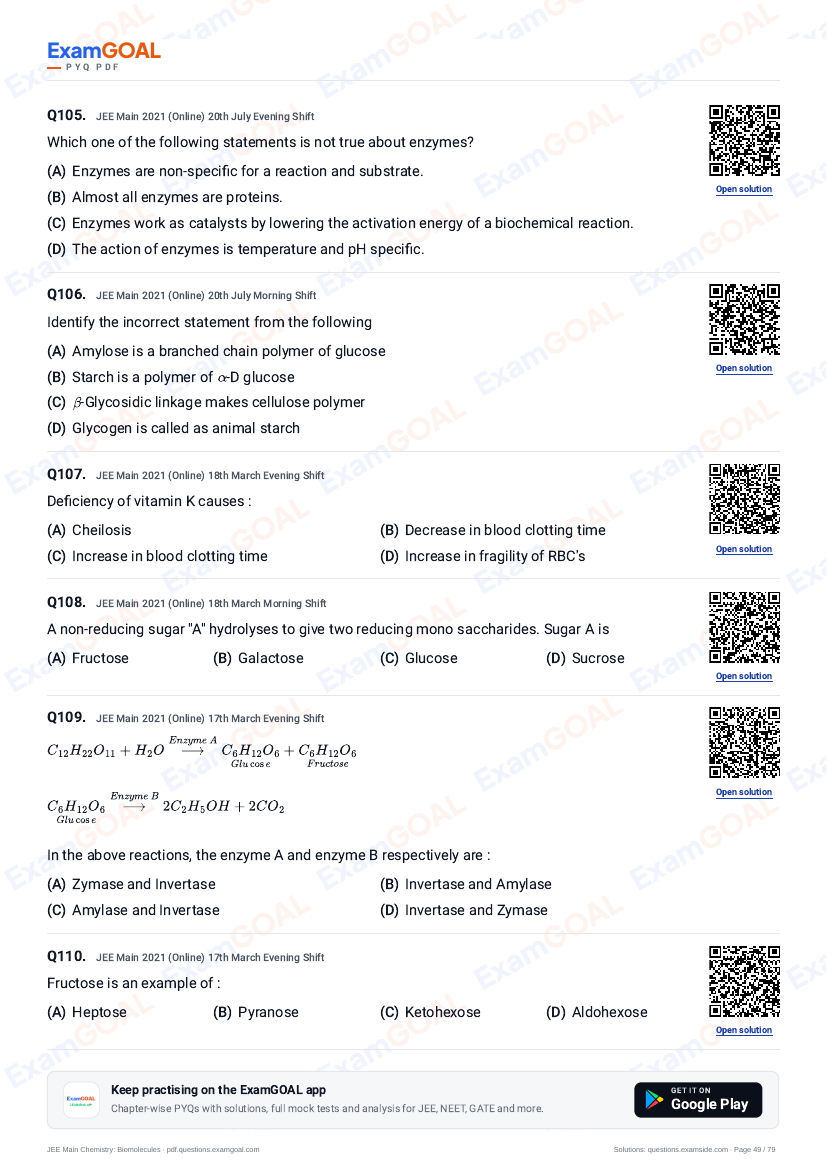 ExamGOAL
PYQ PDF
Q105. JEE Main 2021 (Online) 20th July Evening Shift
Which one of the following statements is not true about enzymes?
(A) Enzymes are non-specific for a reaction and substrate.
(B) Almost all enzymes are proteins.
(C) Enzymes work as catalysts by lowering the activation energy of a biochemical reaction.
(D) The action of enzymes is temperature and pH specific.
Open solution
Q106. JEE Main 2021 (Online) 20th July Morning Shift
Identify the incorrect statement from the following
(A) Amylose is a branched chain polymer of glucose
(B) Starch is a polymer of α-D glucose
(C) β-Glycosidic linkage makes cellulose polymer
(D) Glycogen is called as animal starch
Open solution
Q107. JEE Main 2021 (Online) 18th March Evening Shift
Deficiency of vitamin K causes :
(A) Cheilosis (B) Decrease in blood clotting time
(C) Increase in blood clotting time (D) Increase in fragility of RBC's
Open solution
Q108. JEE Main 2021 (Online) 18th March Morning Shift
A non-reducing sugar "A" hydrolyses to give two reducing mono saccharides. Sugar A is
(A) Fructose (B) Galactose (C) Glucose (D) Sucrose
Open solution
Q109. JEE Main 2021 (Online) 17th March Evening Shift
Enzyme A
C₁₂H₂₂O₁₁ + H₂O ⟶ C₆H₁₂O₆ + C₆H₁₂O₆
Glu cos e Fructose
Enzyme B
C₆H₁₂O₆ ⟶ 2C₂H₅OH + 2CO₂
Glu cos e
Open solution
In the above reactions, the enzyme A and enzyme B respectively are :
(A) Zymase and Invertase (B) Invertase and Amylase
(C) Amylase and Invertase (D) Invertase and Zymase
Q110. JEE Main 2021 (Online) 17th March Evening Shift
Fructose is an example of :
(A) Heptose (B) Pyranose (C) Ketohexose (D) Aldohexose
Open solution
Keep practising on the ExamGOAL app
Chapter-wise PYQs with solutions, full mock tests and analysis for JEE, NEET, GATE and more.
GET IT ON
Google Play
JEE Main Chemistry: Biomolecules · pdf.questions.examgoal.com Solutions: questions.examside.com · Page 49 / 79